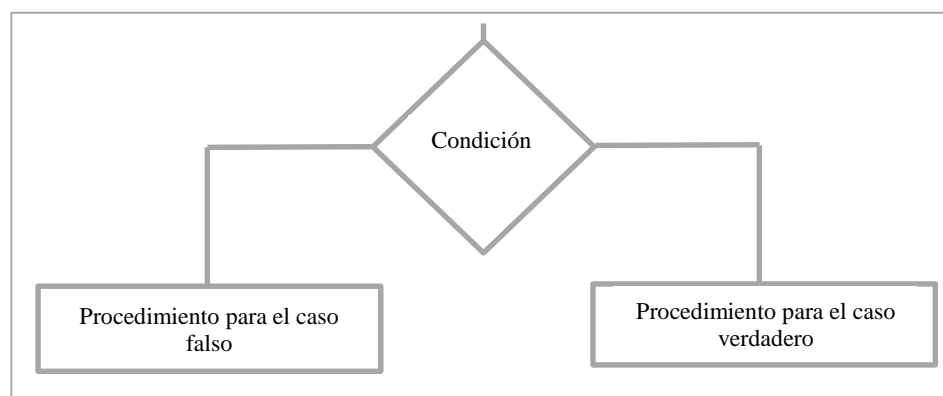 Condición
Procedimiento para el caso
falso
Procedimiento para el caso
verdadero